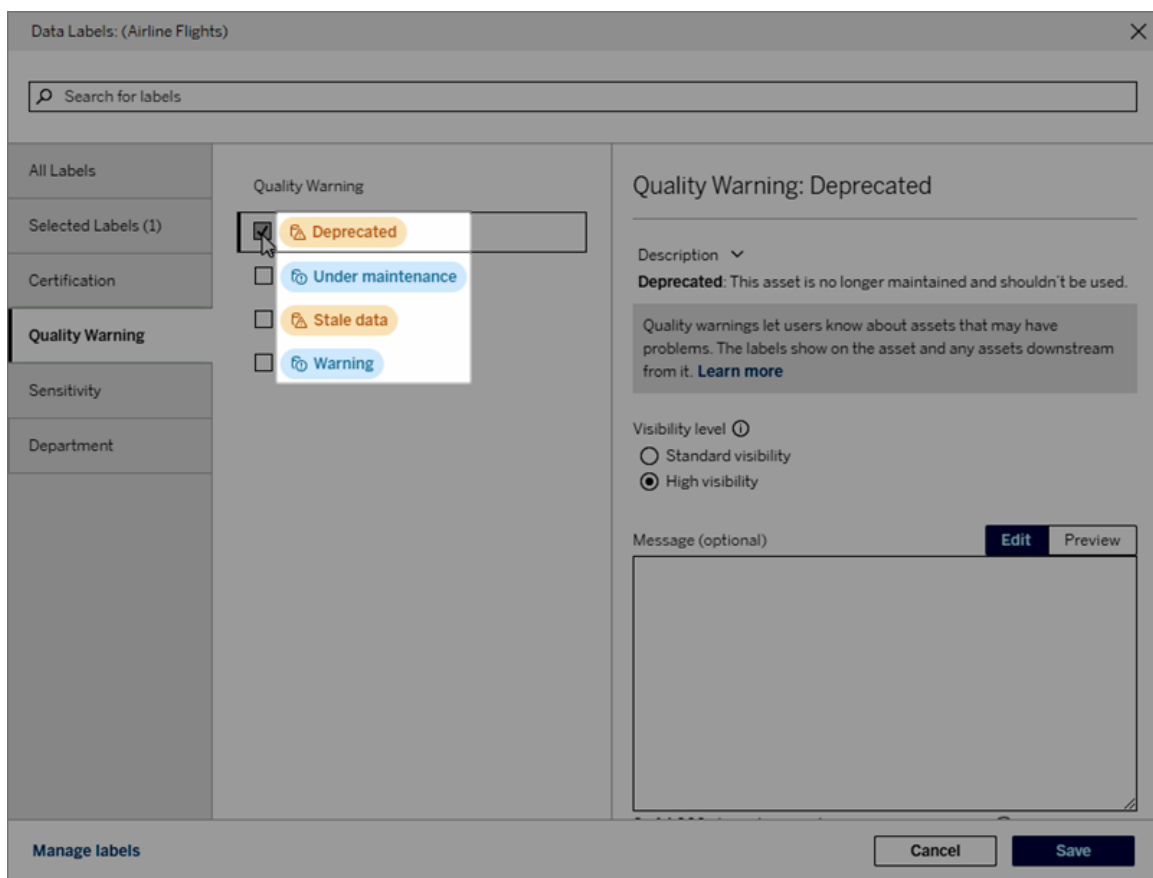 Data Labels: (Airline Flights)
Search for labels
All Labels
Selected Labels (1)
Certification
Quality Warning
Sensitivity
Department
Quality Warning
Deprecated
Under maintenance
Stale data
Warning
Quality Warning: Deprecated
Description
Deprecated: This asset is no longer maintained and shouldn't be used.
Quality warnings let users know about assets that may have
problems. The labels show on the asset and any assets downstream
from it. Learn more
Visibility level
Standard visibility
High visibility
Message (optional)
Edit
Preview
Manage labels
Cancel
Save